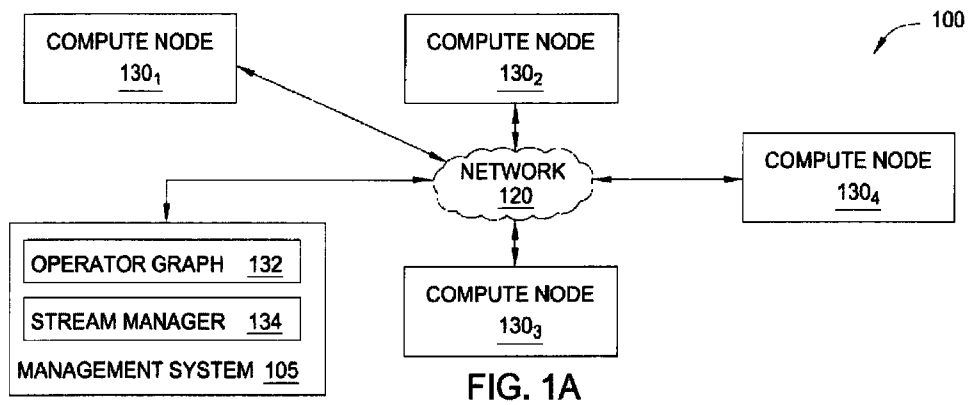 100
COMPUTE NODE
130₁
COMPUTE NODE
130₂
NETWORK
120
COMPUTE NODE
130₄
OPERATOR GRAPH 132
STREAM MANAGER 134
MANAGEMENT SYSTEM 105
COMPUTE NODE
130₃
FIG. 1A